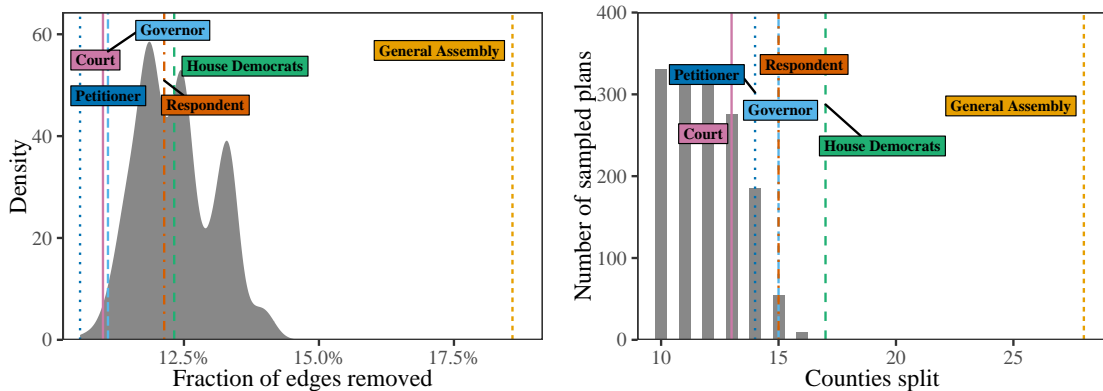 Governor
Court
General Assembly
House Democrats
Petitioner
Respondent
60
40
20
0
Density
12.5%
15.0%
17.5%
Fraction of edges removed
Respondent
Petitioner
Governor
General Assembly
Court
House Democrats
400
300
200
100
0
Number of sampled plans
10
15
20
25
Counties split